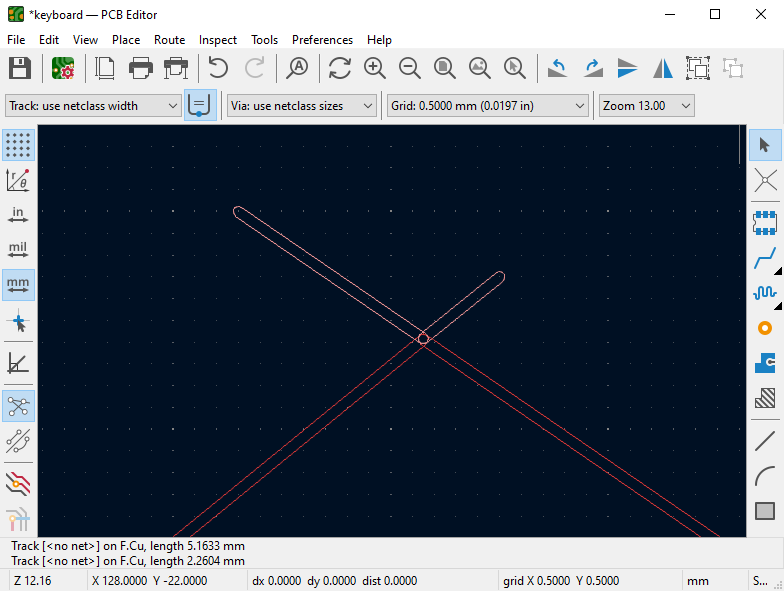 *keyboard — PCB Editor
File Edit View Place Route Inspect Tools Preferences Help
Track: use netclass width Via: use netclass sizes Grid: 0.5000 mm (0.0197 in) Zoom 13.00
r
θ
in
mil
mm
Track [<no net>] on F.Cu, length 5.1633 mm
Track [<no net>] on F.Cu, length 2.2604 mm
Z 12.16 X 128.0000 Y -22.0000 dx 0.0000 dy 0.0000 dist 0.0000 grid X 0.5000 Y 0.5000 mm S...